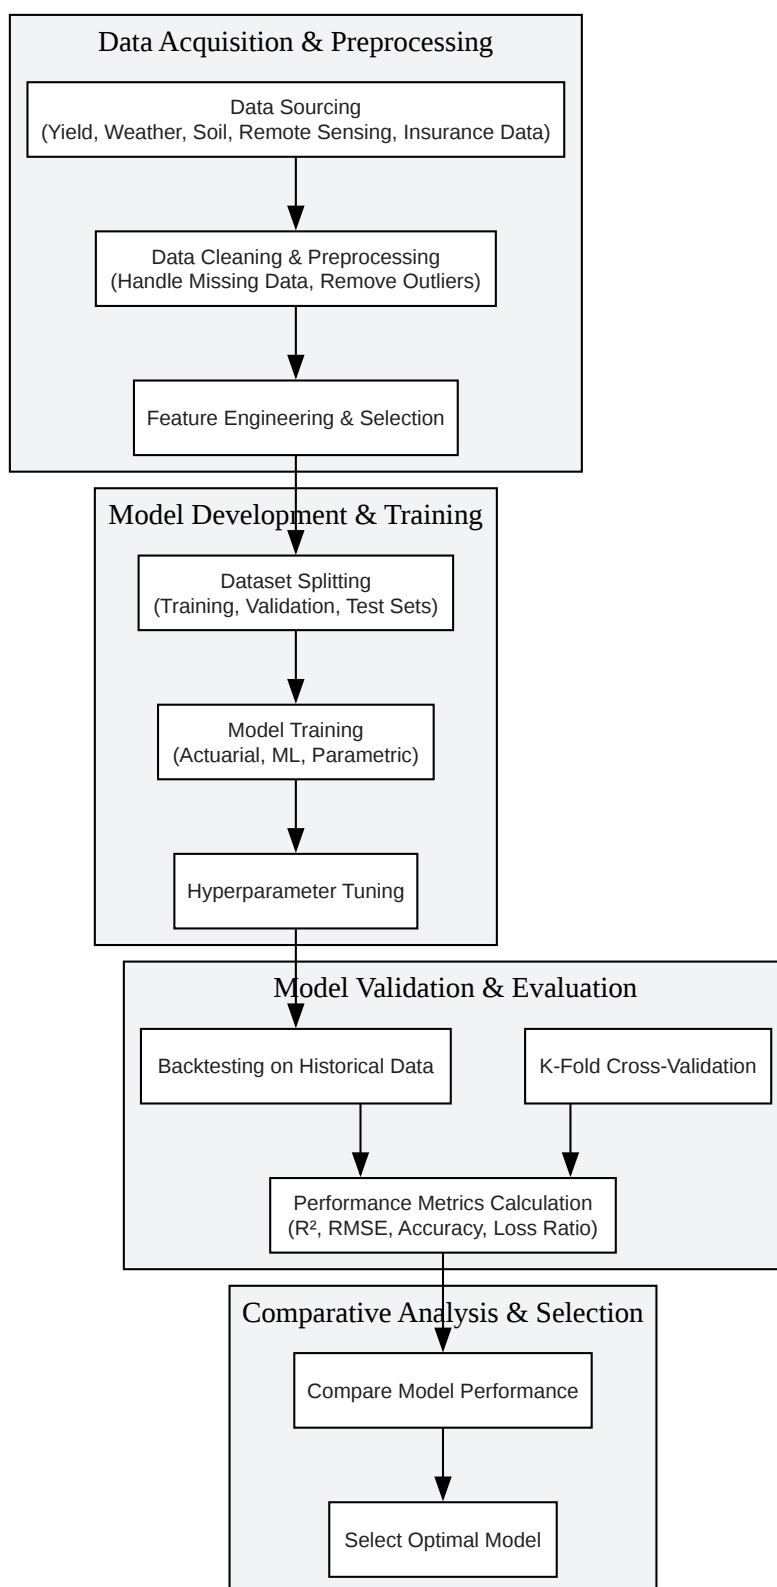 Data Acquisition & Preprocessing
Data Sourcing
(Yield, Weather, Soil, Remote Sensing, Insurance Data)
Data Cleaning & Preprocessing
(Handle Missing Data, Remove Outliers)
Feature Engineering & Selection
Model Development & Training
Dataset Splitting
(Training, Validation, Test Sets)
Model Training
(Actuarial, ML, Parametric)
Hyperparameter Tuning
Model Validation & Evaluation
Backtesting on Historical Data
K-Fold Cross-Validation
Performance Metrics Calculation
(R², RMSE, Accuracy, Loss Ratio)
Comparative Analysis & Selection
Compare Model Performance
Select Optimal Model